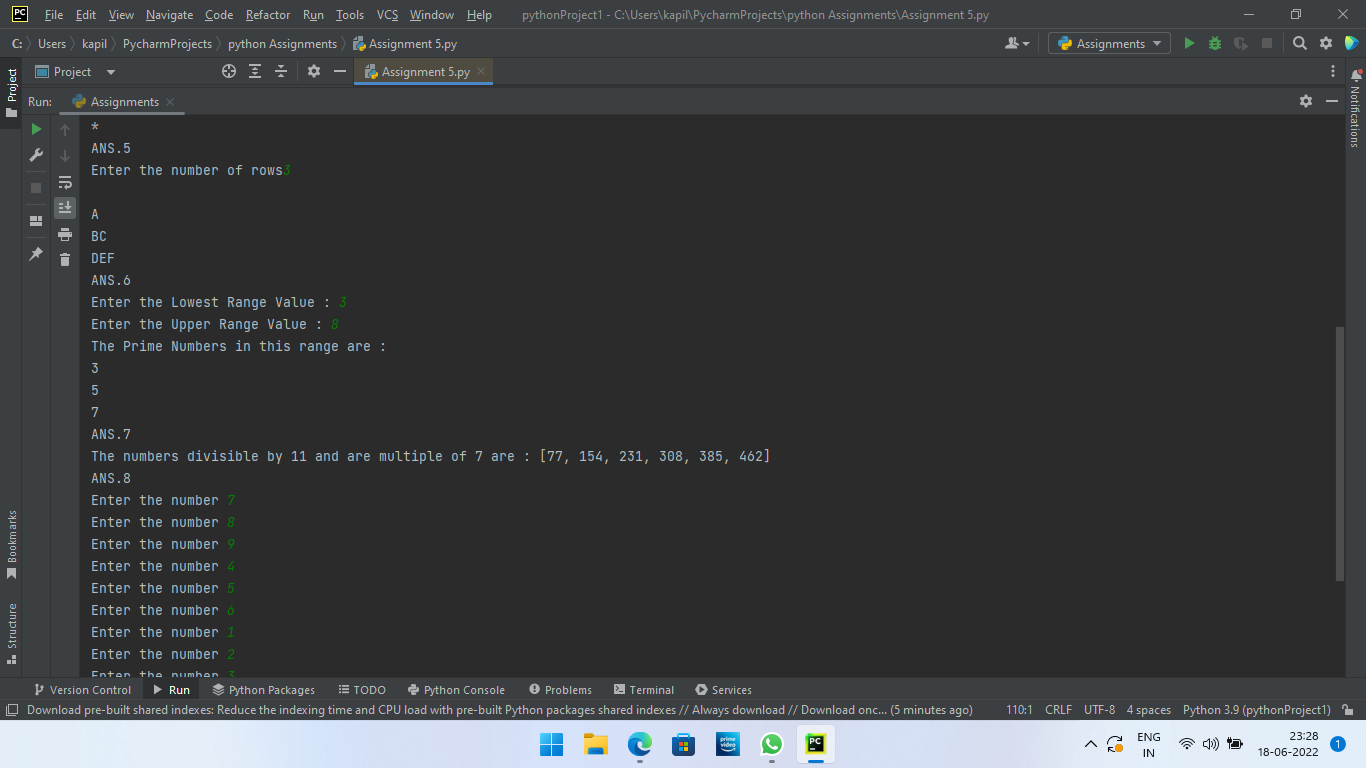 PC File Edit View Navigate Code Refactor Run Tools VCS Window Help pythonProject1 - C:\Users\kapil\PycharmProjects\python Assignments\Assignment 5.py
C: Users kapil PycharmProjects python Assignments Assignment 5.py Assignments
Project Project Assignment 5.py
Run: Assignments
Notifications
*
ANS.5
Enter the number of rows3
A
BC
DEF
ANS.6
Enter the Lowest Range Value : 3
Enter the Upper Range Value : 8
The Prime Numbers in this range are :
3
5
7
ANS.7
The numbers divisible by 11 and are multiple of 7 are : [77, 154, 231, 308, 385, 462]
ANS.8
Enter the number 7
Enter the number 8
Enter the number 9
Enter the number 4
Enter the number 5
Enter the number 6
Enter the number 1
Enter the number 2
Enter the number 3
Bookmarks
Structure
Version Control Run Python Packages TODO Python Console Problems Terminal Services
Download pre-built shared indexes: Reduce the indexing time and CPU load with pre-built Python packages shared indexes // Always download // Download onc... (5 minutes ago) 110:1 CRLF UTF-8 4 spaces Python 3.9 (pythonProject1)
prime video PC ENG 23:28
IN 18-06-2022 1